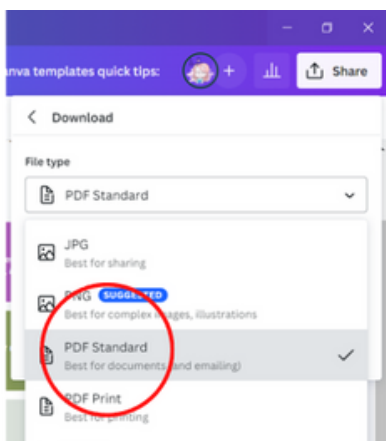 nva templates quick tips:
+
Share
Download
File type
PDF Standard
JPG
Best for sharing
PNG SUGGESTED
Best for complex images, illustrations
PDF Standard
Best for documents (and emailing)
PDF Print
Best for printing